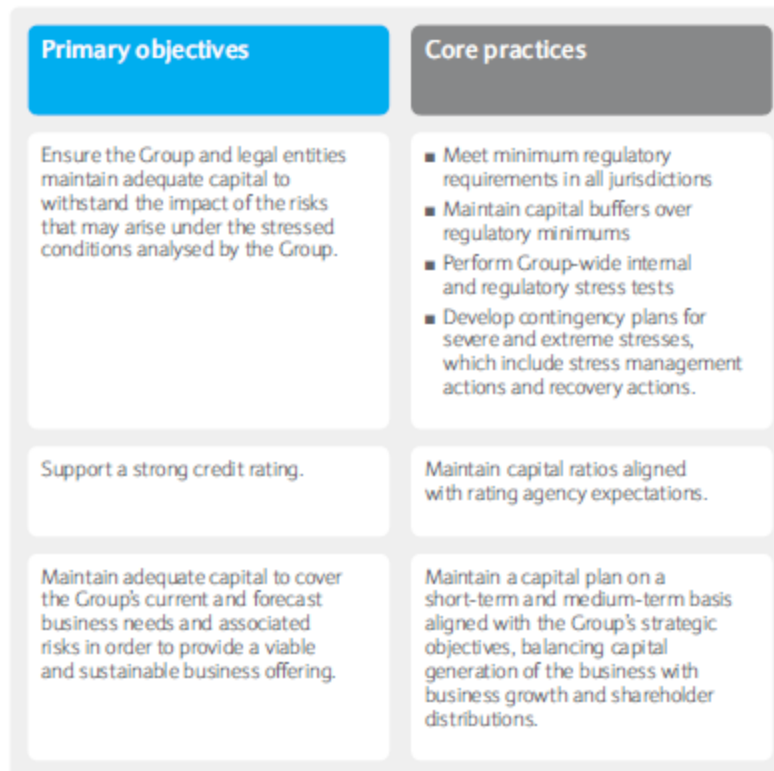 Primary objectives
Core practices
Ensure the Group and legal entities
maintain adequate capital to
withstand the impact of the risks
that may arise under the stressed
conditions analysed by the Group.
■ Meet minimum regulatory
requirements in all jurisdictions
■ Maintain capital buffers over
regulatory minimums
■ Perform Group-wide internal
and regulatory stress tests
■ Develop contingency plans for
severe and extreme stresses,
which include stress management
actions and recovery actions.
Support a strong credit rating.
Maintain capital ratios aligned
with rating agency expectations.
Maintain adequate capital to cover
the Group's current and forecast
business needs and associated
risks in order to provide a viable
and sustainable business offering.
Maintain a capital plan on a
short-term and medium-term basis
aligned with the Group's strategic
objectives, balancing capital
generation of the business with
business growth and shareholder
distributions.